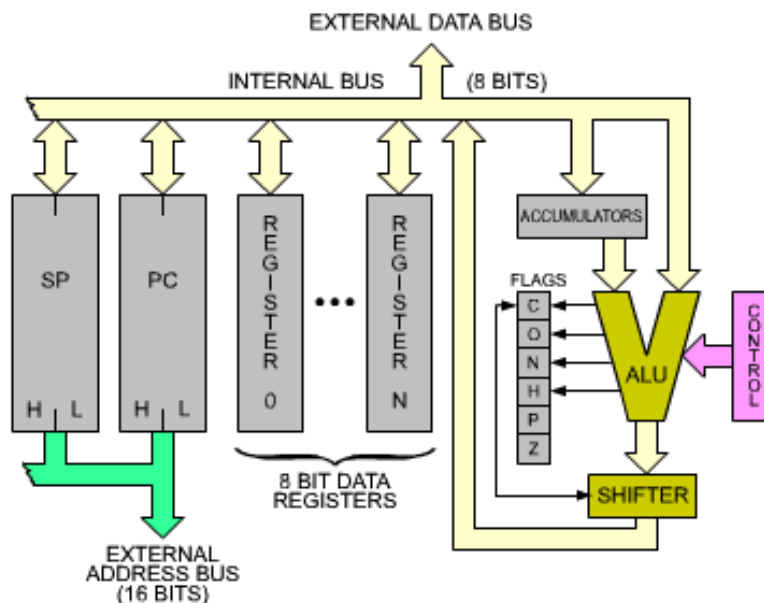 EXTERNAL DATA BUS
INTERNAL BUS (8 BITS)
SP
H L
PC
H L
REGISTER 0
REGISTER N
8 BIT DATA
REGISTERS
EXTERNAL
ADDRESS BUS
(16 BITS)
ACCUMULATORS
FLAGS
C
O
N
H
P
Z
ALU
CONTROL
SHIFTER